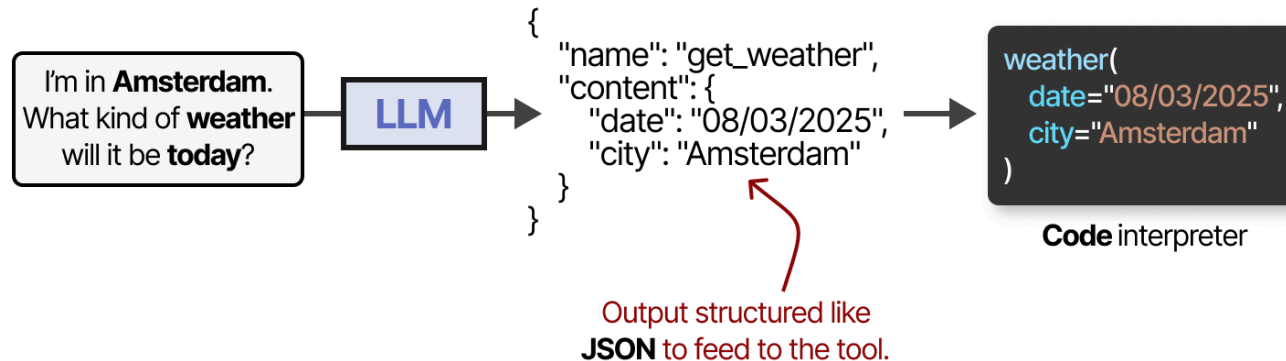 I'm in Amsterdam.
What kind of weather
will it be today?
LLM
{
"name": "get_weather",
"content": {
"date": "08/03/2025",
"city": "Amsterdam"
}
}
weather(
date="08/03/2025",
city="Amsterdam"
)
Code interpreter
Output structured like
JSON to feed to the tool.